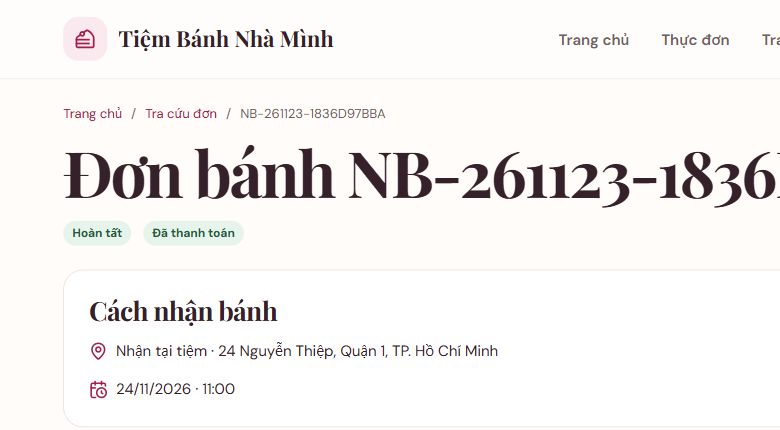 Tiệm Bánh Nhà Mình
Trang chủ Thực đơn
Trang chủ / Tra cứu đơn / NB-261123-1836D97BBA
Đơn bánh NB-261123-1836
Hoàn tất Đã thanh toán
Cách nhận bánh
Nhận tại tiệm · 24 Nguyễn Thiệp, Quận 1, TP. Hồ Chí Minh
24/11/2026 · 11:00